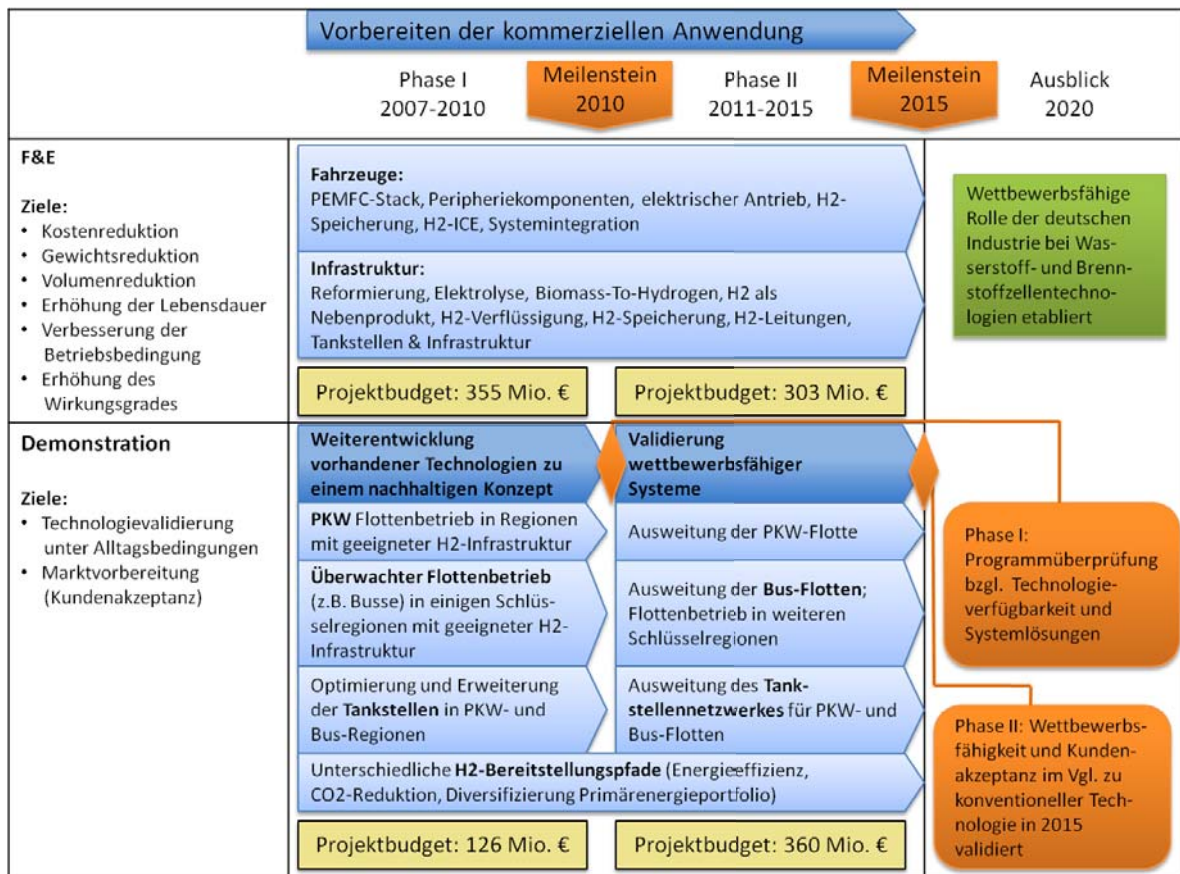 Vorbereiten der kommerziellen Anwendung
Phase I
2007-2010
Meilenstein
2010
Phase II
2011-2015
Meilenstein
2015
Ausblick
2020
F&E
Ziele:
• Kostenreduktion
• Gewichtsreduktion
• Volumenreduktion
• Erhöhung der Lebensdauer
• Verbesserung der
Betriebsbedingung
• Erhöhung des
Wirkungsgrades
Fahrzeuge:
PEMFC-Stack, Peripheriekomponenten, elektrischer Antrieb, H2-
Speicherung, H2-ICE, Systemintegration
Infrastruktur:
Reformierung, Elektrolyse, Biomass-To-Hydrogen, H2 als
Nebenprodukt, H2-Verflüssigung, H2-Speicherung, H2-Leitungen,
Tankstellen & Infrastruktur
Projektbudget: 355 Mio. €
Projektbudget: 303 Mio. €
Wettbewerbsfähige
Rolle der deutschen
Industrie bei Was-
serstoff- und Brenn-
stoffzellentechno-
logien etabliert
Demonstration
Ziele:
• Technologievalidierung
unter Alltagsbedingungen
• Marktvorbereitung
(Kundenakzeptanz)
Weiterentwicklung
vorhandener Technologien zu
einem nachhaltigen Konzept
Validierung
wettbewerbsfähiger
Systeme
PKW Flottenbetrieb in Regionen
mit geeigneter H2-Infrastruktur
Ausweitung der PKW-Flotte
Überwachter Flottenbetrieb
(z.B. Busse) in einigen Schlüs-
selregionen mit geeigneter H2-
Infrastruktur
Ausweitung der Bus-Flotten;
Flottenbetrieb in weiteren
Schlüsselregionen
Optimierung und Erweiterung
der Tankstellen in PKW- und
Bus-Regionen
Ausweitung des Tank-
stellennetzwerkes für PKW- und
Bus-Flotten
Unterschiedliche H2-Bereitstellungspfade (Energieeffizienz,
CO2-Reduktion, Diversifizierung Primärenergieportfolio)
Projektbudget: 126 Mio. €
Projektbudget: 360 Mio. €
Phase I:
Programmüberprüfung
bzgl. Technologie-
verfügbarkeit und
Systemlösungen
Phase II: Wettbewerbs-
fähigkeit und Kunden-
akzeptanz im Vgl. zu
konventioneller Tech-
nologie in 2015
validiert